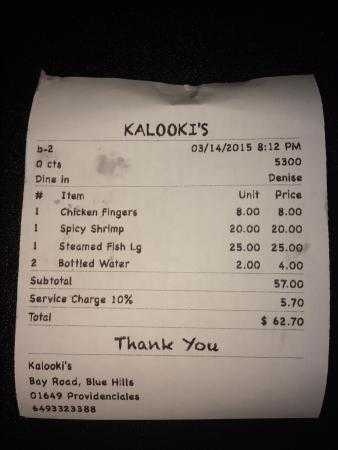 KALOOKI'S
b-2 03/14/2015 8:12 PM
0 cts 5300
Dine in Denise
# Item Unit Price
1 Chicken Fingers 8.00 8.00
1 Spicy Shrimp 20.00 20.00
1 Steamed Fish Lg 25.00 25.00
2 Bottled Water 2.00 4.00
Subtotal 57.00
Service Charge 10% 5.70
Total $ 62.70
Thank You
Kalooki's
Bay Road, Blue Hills
01649 Providenciales
6493323388